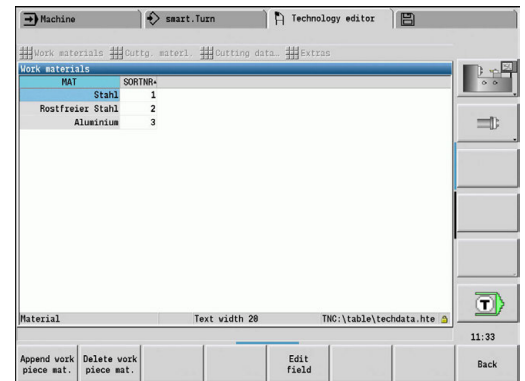 Machine smart.Turn Technology editor
Work materials Cuttg. materl. Cutting data… Extras
Work materials
MAT SORTNR
Stahl 1
Rostfreier Stahl 2
Aluminium 3
T
Material Text width 20 TNC:\table\techdata.hte
11:33
Append work piece mat. Delete work piece mat. Edit field Back